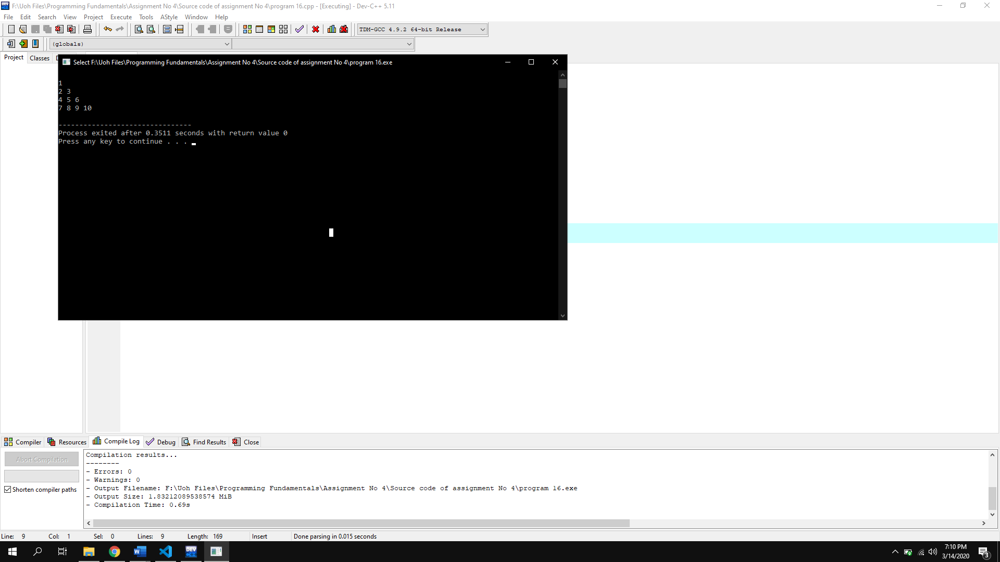 F:\Uoh Files\Programming Fundamentals\Assignment No 4\Source code of assignment No 4\program 16.cpp - [Executing] - Dev-C++ 5.11
File Edit Search View Project Execute Tools AStyle Window Help
TDM-GCC 4.9.2 64-bit Release
(globals)
Project Classes
Select F:\Uoh Files\Programming Fundamentals\Assignment No 4\Source code of assignment No 4\program 16.exe
1
2 3
4 5 6
7 8 9 10
--------------------------------
Process exited after 0.3511 seconds with return value 0
Press any key to continue . . .
Compiler Resources Compile Log Debug Find Results Close
Abort Compilation
Shorten compiler paths
Compilation results...
--------
- Errors: 0
- Warnings: 0
- Output Filename: F:\Uoh Files\Programming Fundamentals\Assignment No 4\Source code of assignment No 4\program 16.exe
- Output Size: 1.83212089538574 MiB
- Compilation Time: 0.69s
Line: 9 Col: 1 Sel: 0 Lines: 9 Length: 169 Insert Done parsing in 0.015 seconds
DEV
7:10 PM
3/14/2020
3